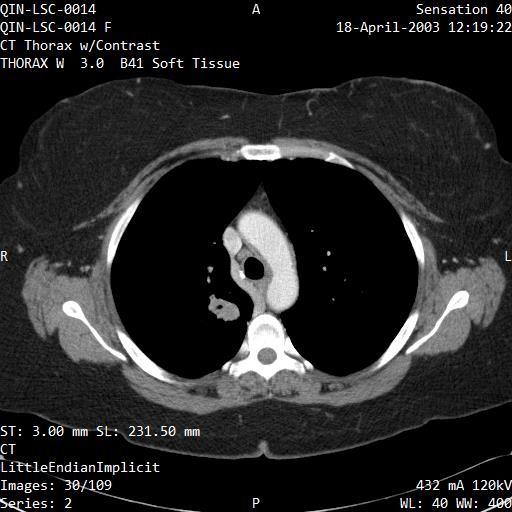 QIN-LSC-0014
A
Sensation 40
QIN-LSC-0014 F
18-April-2003 12:19:22
CT Thorax w/Contrast
THORAX W  3.0  B41 Soft Tissue
R
L
ST: 3.00 mm SL: 231.50 mm
CT
LittleEndianImplicit
Images: 30/109
432 mA 120kV
Series: 2
P
WL: 40 WW: 400